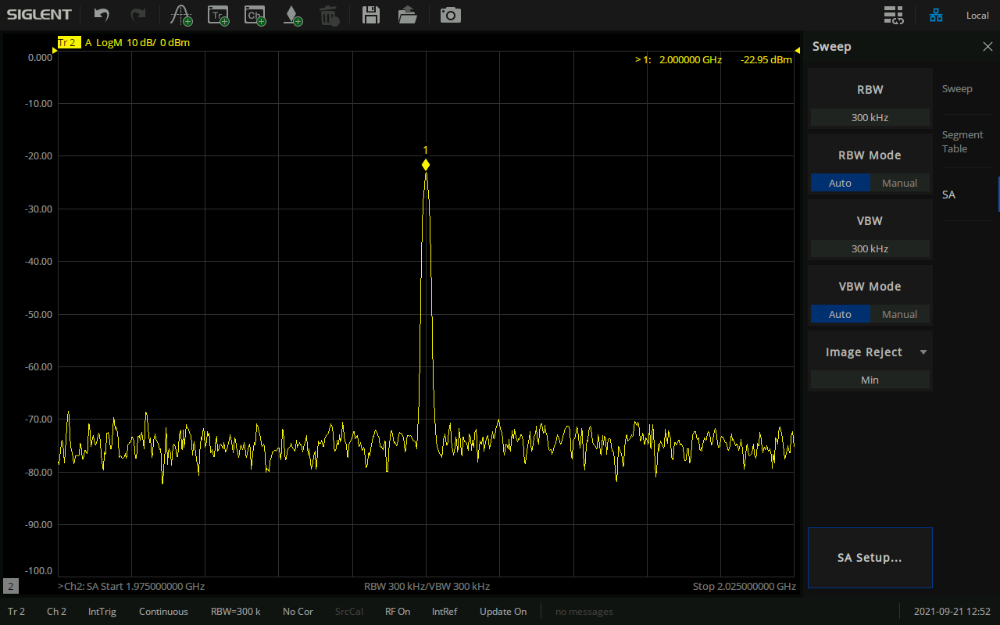 SIGLENT
Tr
Ch
Local
Tr 2 A LogM 10 dB/ 0 dBm
> 1: 2.000000 GHz -22.95 dBm
0.000
-10.00
-20.00
-30.00
-40.00
-50.00
-60.00
-70.00
-80.00
-90.00
-100.0
1
2
>Ch2: SA Start 1.975000000 GHz
RBW 300 kHz/VBW 300 kHz
Stop 2.025000000 GHz
Sweep
RBW
300 kHz
RBW Mode
Auto Manual
VBW
300 kHz
VBW Mode
Auto Manual
Image Reject
Min
SA Setup...
Sweep
Segment
Table
SA
Tr 2 Ch 2 IntTrig Continuous RBW=300 k No Cor SrcCal RF On IntRef Update On no messages 2021-09-21 12:52